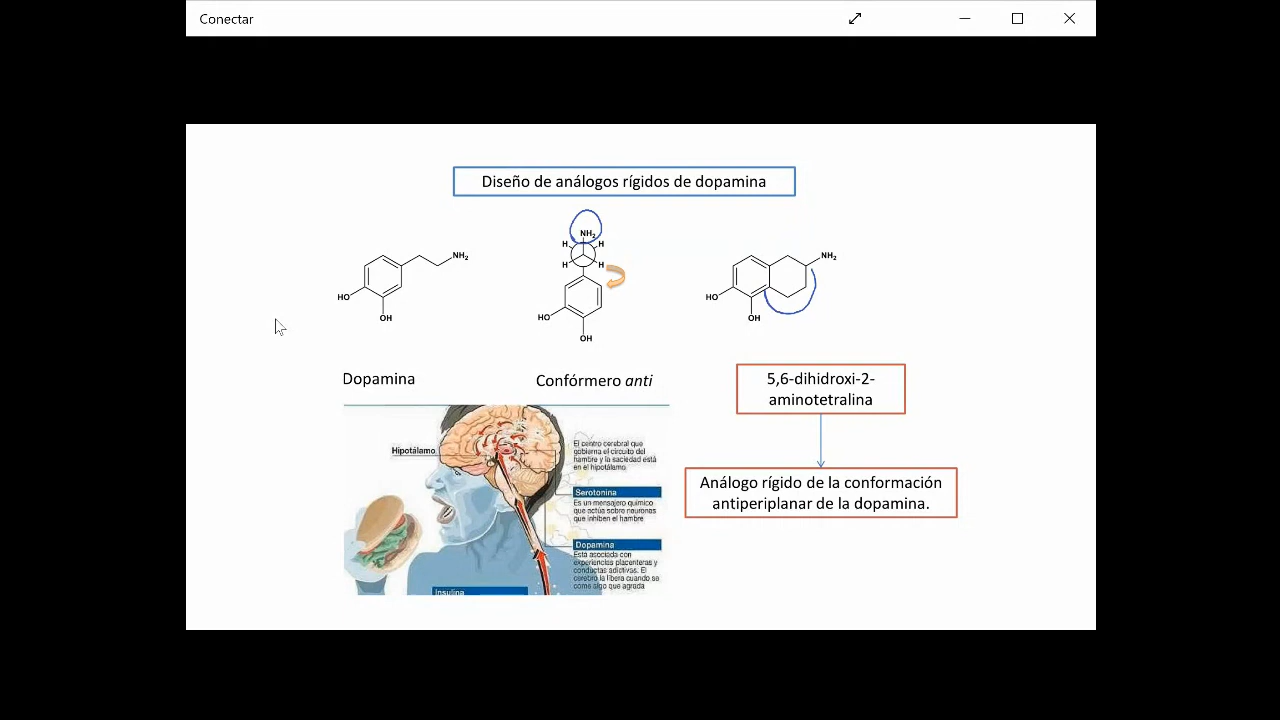 Conectar
Diseño de análogos rígidos de dopamina
NH2
HO
OH
NH2
H
H
H
H
HO
OH
NH2
HO
OH
Dopamina
Confórmero anti
5,6-dihidroxi-2-
aminotetralina
Análogo rígido de la conformación
antiperiplanar de la dopamina.
Hipotálamo
El centro cerebral que
gobierna el circuito del
hambre y la saciedad está
en el hipotálamo
Serotonina
Es un mensajero químico
que actúa sobre neuronas
que inhiben el hambre
Dopamina
Está asociada con
experiencias placenteras y
conductas adictivas. El
cerebro la libera cuando se
come algo que agrada
Insulina